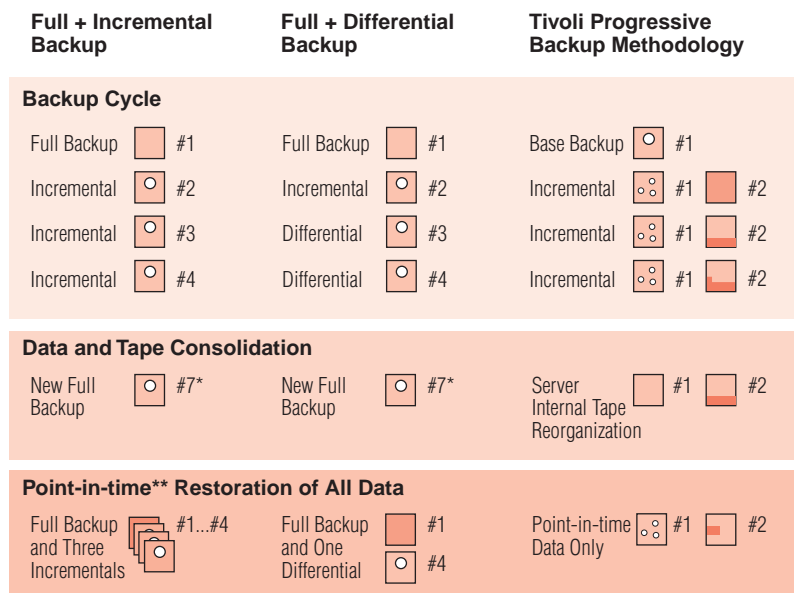 Full + Incremental Backup
Full + Differential Backup
Tivoli Progressive Backup Methodology
Backup Cycle
Full Backup #1 Full Backup #1 Base Backup #1
Incremental #2 Incremental #2 Incremental #1 #2
Incremental #3 Differential #3 Incremental #1 #2
Incremental #4 Differential #4 Incremental #1 #2
Data and Tape Consolidation
New Full Backup #7*
New Full Backup #7*
Server Internal Tape Reorganization #1 #2
Point-in-time** Restoration of All Data
Full Backup and Three Incrementals #1...#4
Full Backup and One Differential #1 #4
Point-in-time Data Only #1 #2